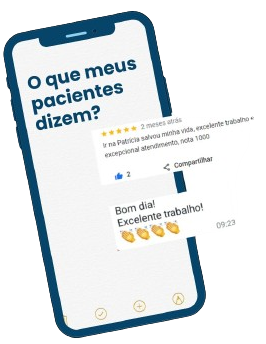 O que meus
pacientes
dizem?
2 meses atrás
Ir na Patricia salvou minha vida, excelente trabalho e
excepcional atendimento, nota 1000
2
Compartilhar
Bom dia!
Excelente trabalho!
👏👏👏👏
09:23